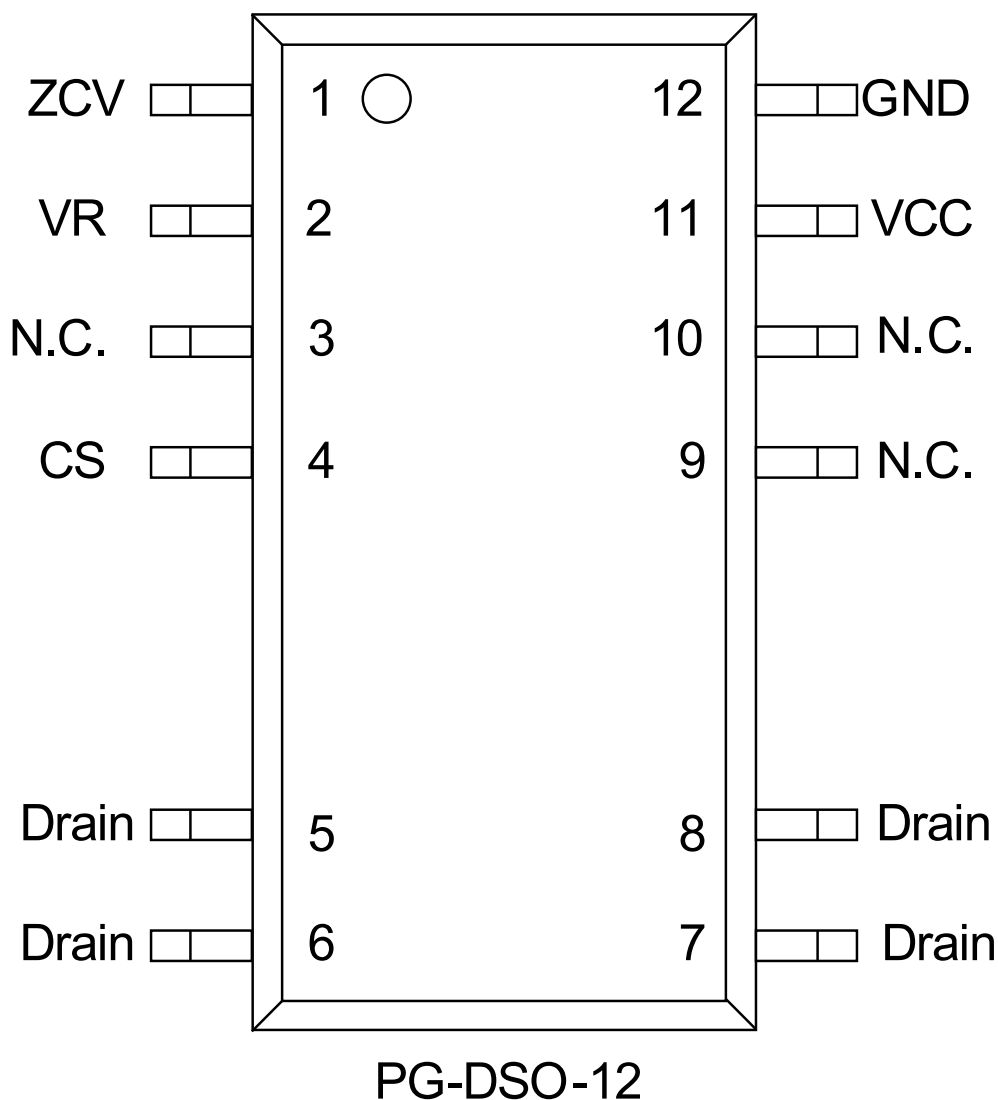 ZCV 1 12 GND
VR 2 11 VCC
N.C. 3 10 N.C.
CS 4 9 N.C.
Drain 5 8 Drain
Drain 6 7 Drain
PG-DSO-12